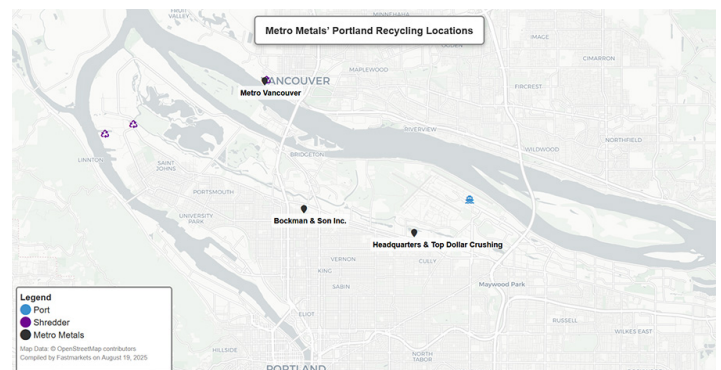 FRUIT
VALLEY
MINNEHAHA
Metro Metals' Portland Recycling Locations
OGDEN
IMAGE
CIMARRON
MAPLEWOOD
VANCOUVER
Metro Vancouver
FIRCREST
RIVERVIEW
NORTHFIELD
LINNTON
SAINT
JOHNS
BRIDGETON
WILDWOOD
PORTSMOUTH
UNIVERSITY
PARK
Bockman & Son Inc.
Headquarters & Top Dollar Crushing
VERNON
CULLY
KING
SABIN
Maywood Park
Legend
Port
Shredder
Metro Metals
Map Data: © OpenStreetMap contributors
Compiled by Fastmarkets on August 19, 2025
ELIOT
RUSSELL
WILKES EAST
HILLSIDE
NORTH
TABOR
PORTLAND